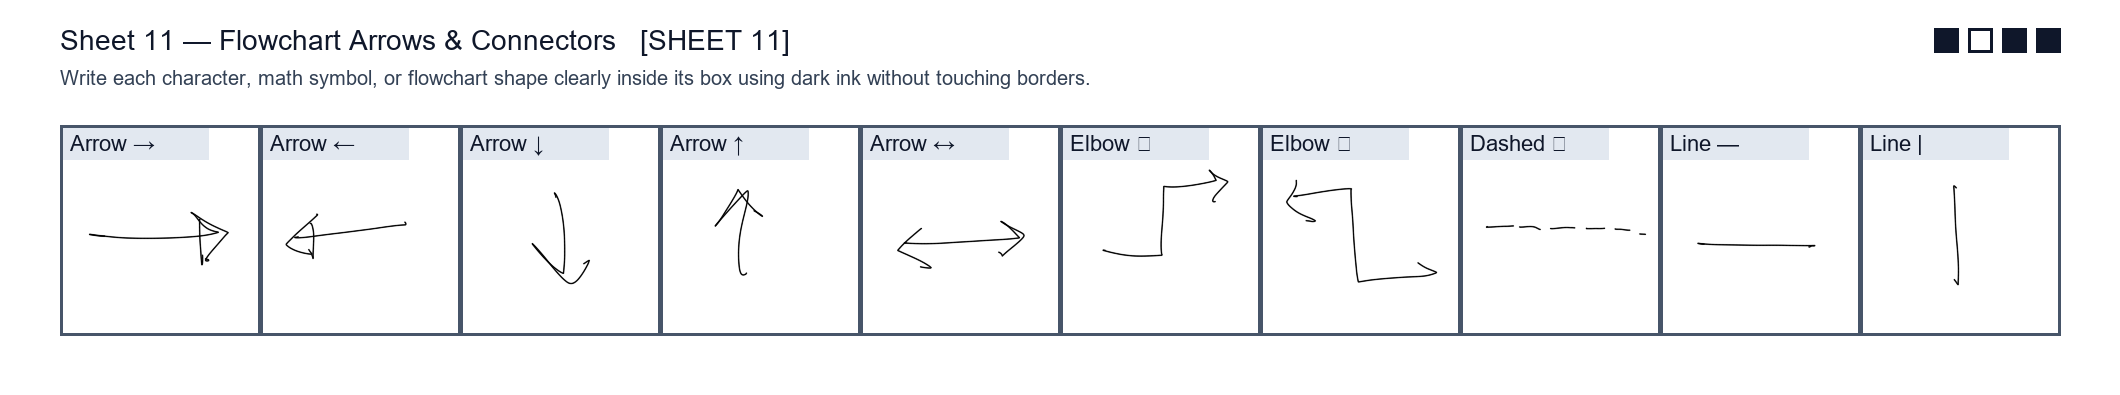 Sheet 11 — Flowchart Arrows & Connectors [SHEET 11]
Write each character, math symbol, or flowchart shape clearly inside its box using dark ink without touching borders.
Arrow → Arrow ← Arrow ↓ Arrow ↑ Arrow ↔ Elbow □ Elbow □ Dashed □ Line — Line |